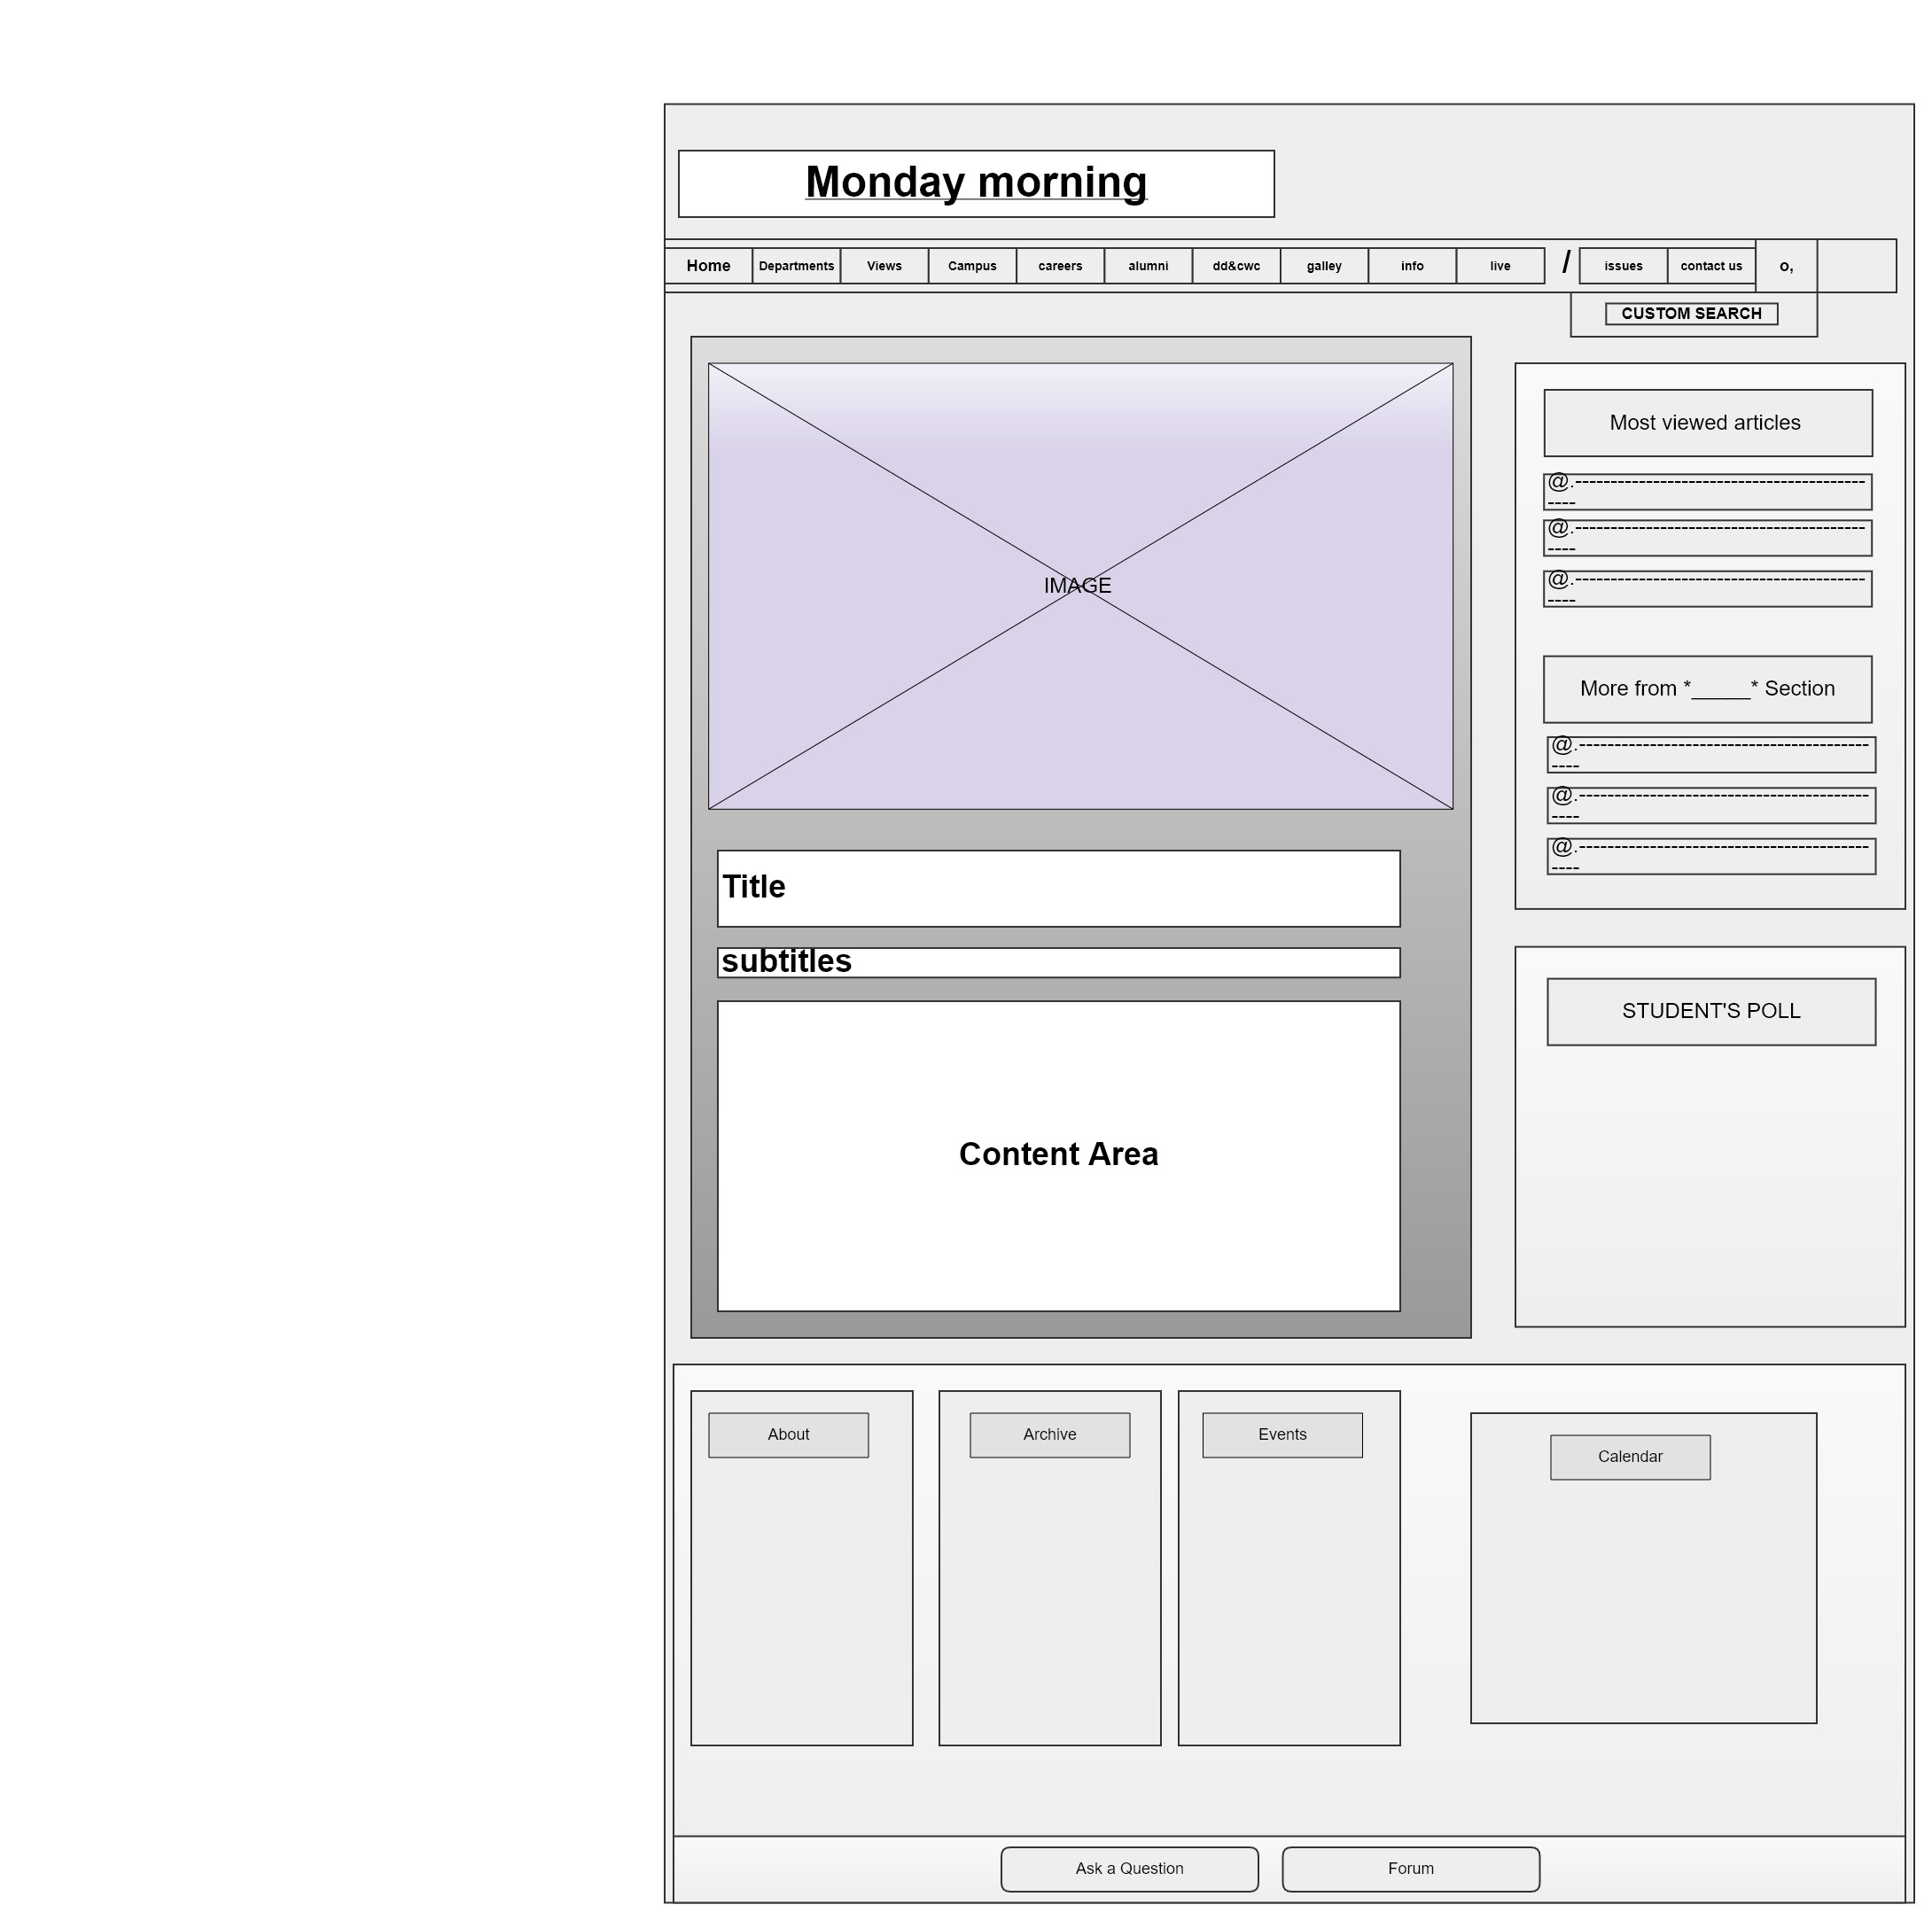 Monday morning
Home Departments Views Campus careers alumni dd&cwc galley info live / issues contact us o,
CUSTOM SEARCH
IMAGE
Title
subtitles
Content Area
Most viewed articles
@.-----------------------------------------
----
@.-----------------------------------------
----
@.-----------------------------------------
----
More from *_____* Section
@.-----------------------------------------
----
@.-----------------------------------------
----
@.-----------------------------------------
----
STUDENT'S POLL
About
Archive
Events
Calendar
Ask a Question
Forum